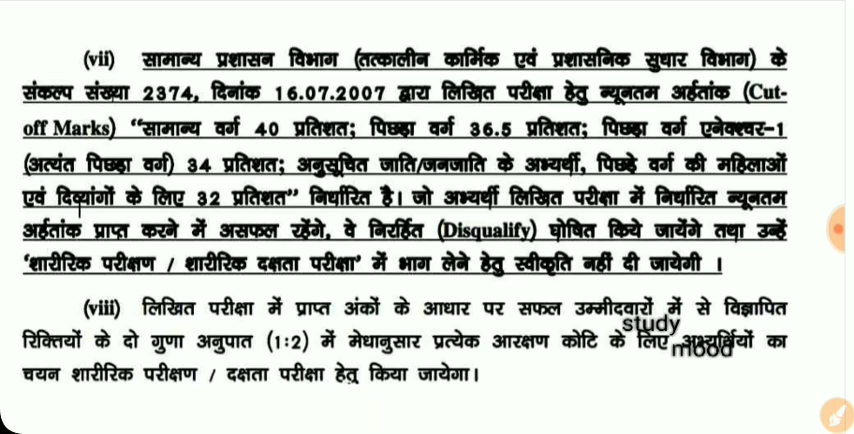 (vii) सामान्य प्रशासन विभाग (तत्कालीन कार्मिक एवं प्रशासनिक सुधार विभाग) के
संकल्प संख्या 2374, दिनांक 16.07.2007 द्वारा लिखित परीक्षा हेतु न्यूनतम अर्हतांक (Cut-
off Marks) “सामान्य वर्ग 40 प्रतिशत; पिछड़ा वर्ग 36.5 प्रतिशत; पिछड़ा वर्ग एनेक्श्चर-1
(अत्यंत पिछड़ा वर्ग) 34 प्रतिशत; अनुसूचित जाति/जनजाति के अभ्यर्थी, पिछड़े वर्ग की महिलाओं
एवं दिव्यांगों के लिए 32 प्रतिशत” निर्धारित है। जो अभ्यर्थी लिखित परीक्षा में निर्धारित न्यूनतम
अर्हतांक प्राप्त करने में असफल रहेंगे, वे निरर्हित (Disqualify) घोषित किये जायेंगे तथा उन्हें
‘शारीरिक परीक्षण / शारीरिक दक्षता परीक्षा’ में भाग लेने हेतु स्वीकृति नहीं दी जायेगी ।
(viii) लिखित परीक्षा में प्राप्त अंकों के आधार पर सफल उम्मीदवारों में से विज्ञापित
रिक्तियों के दो गुणा अनुपात (1:2) में मेधानुसार प्रत्येक आरक्षण कोटि के लिए अभ्यर्थियों का
चयन शारीरिक परीक्षण / दक्षता परीक्षा हेतु किया जायेगा।
study
mood